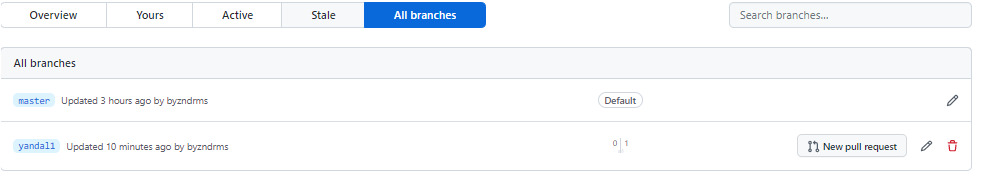 Overview Yours Active Stale All branches Search branches...
All branches
master Updated 3 hours ago by byzndrms Default
yandal1 Updated 10 minutes ago by byzndrms 0 1 New pull request